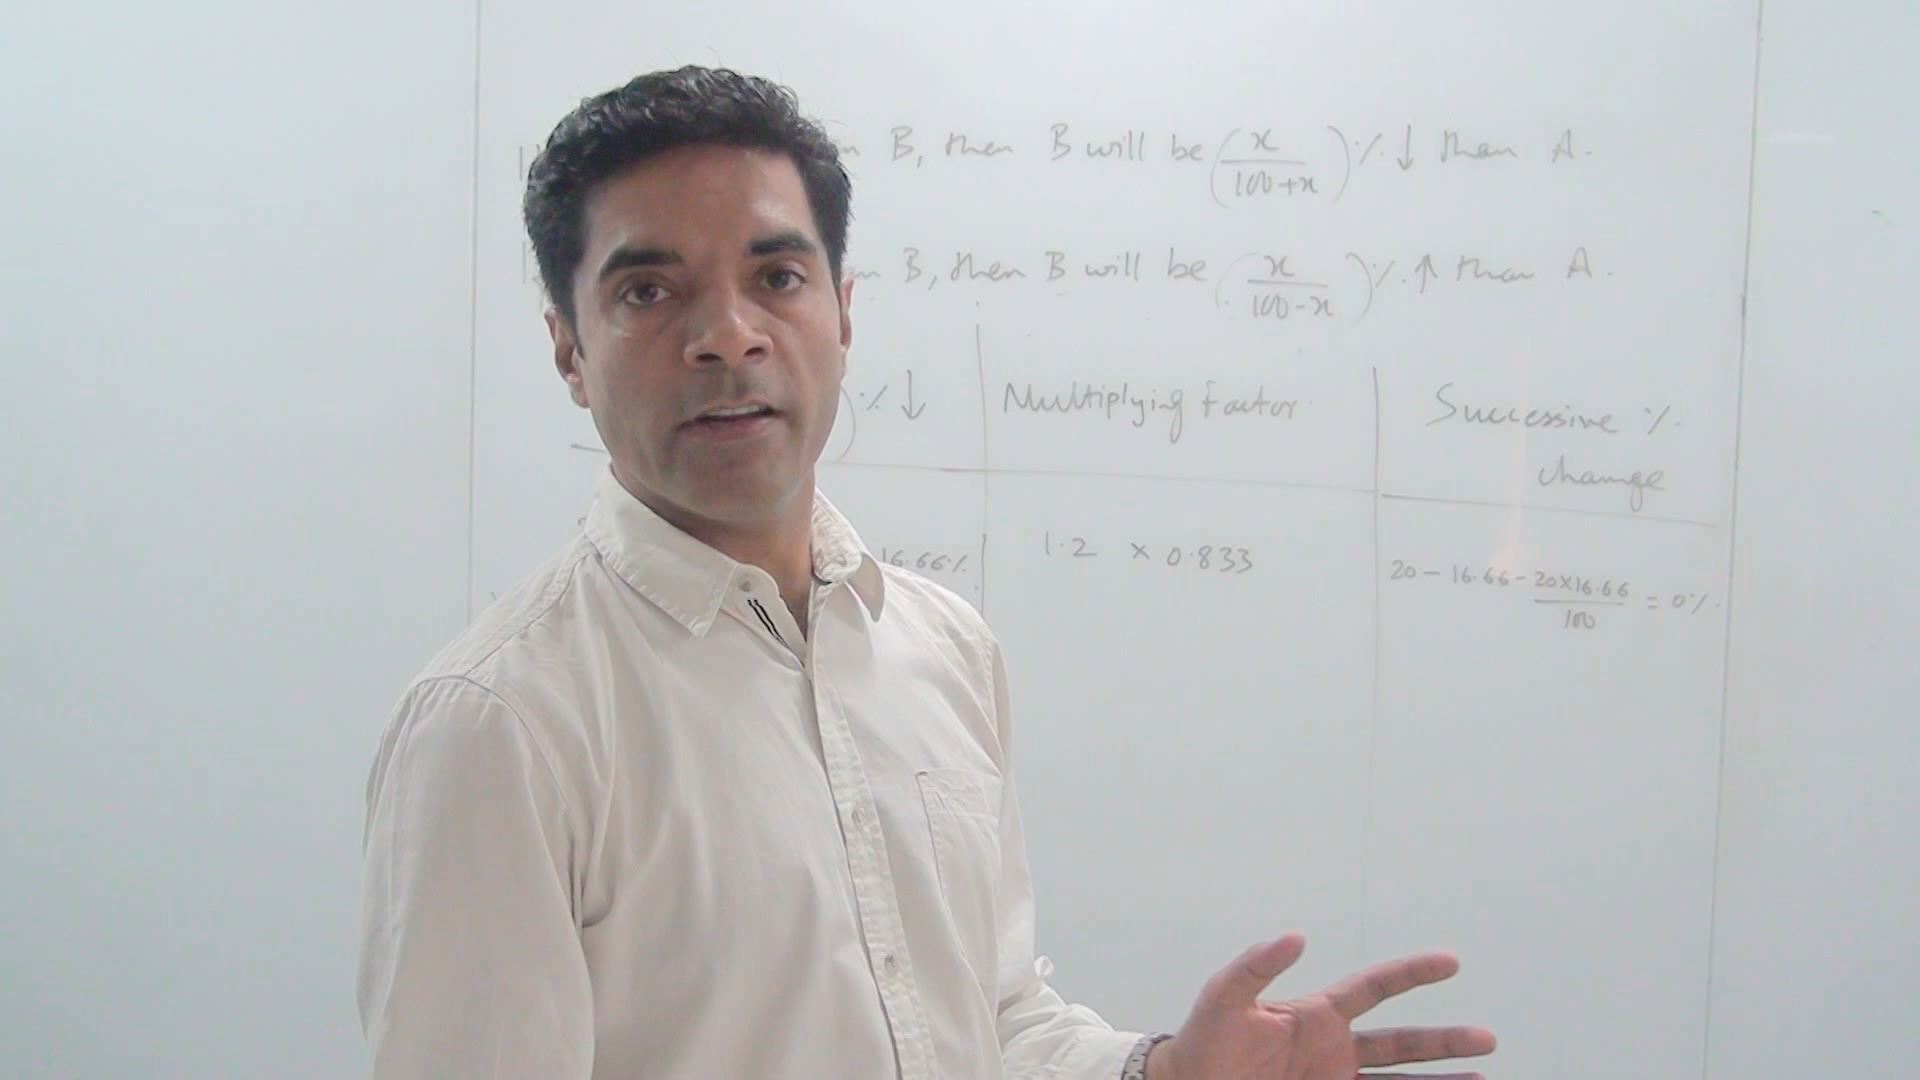 B, then B will be (x/100+x)% ↓ than A.
B, then B will be (x/100-x)% ↑ than A.
)% ↓ Multiplying factor Successive %
change
16.66% 1.2 × 0.833 20 - 16.66 - 20×16.66/100 = 0%.